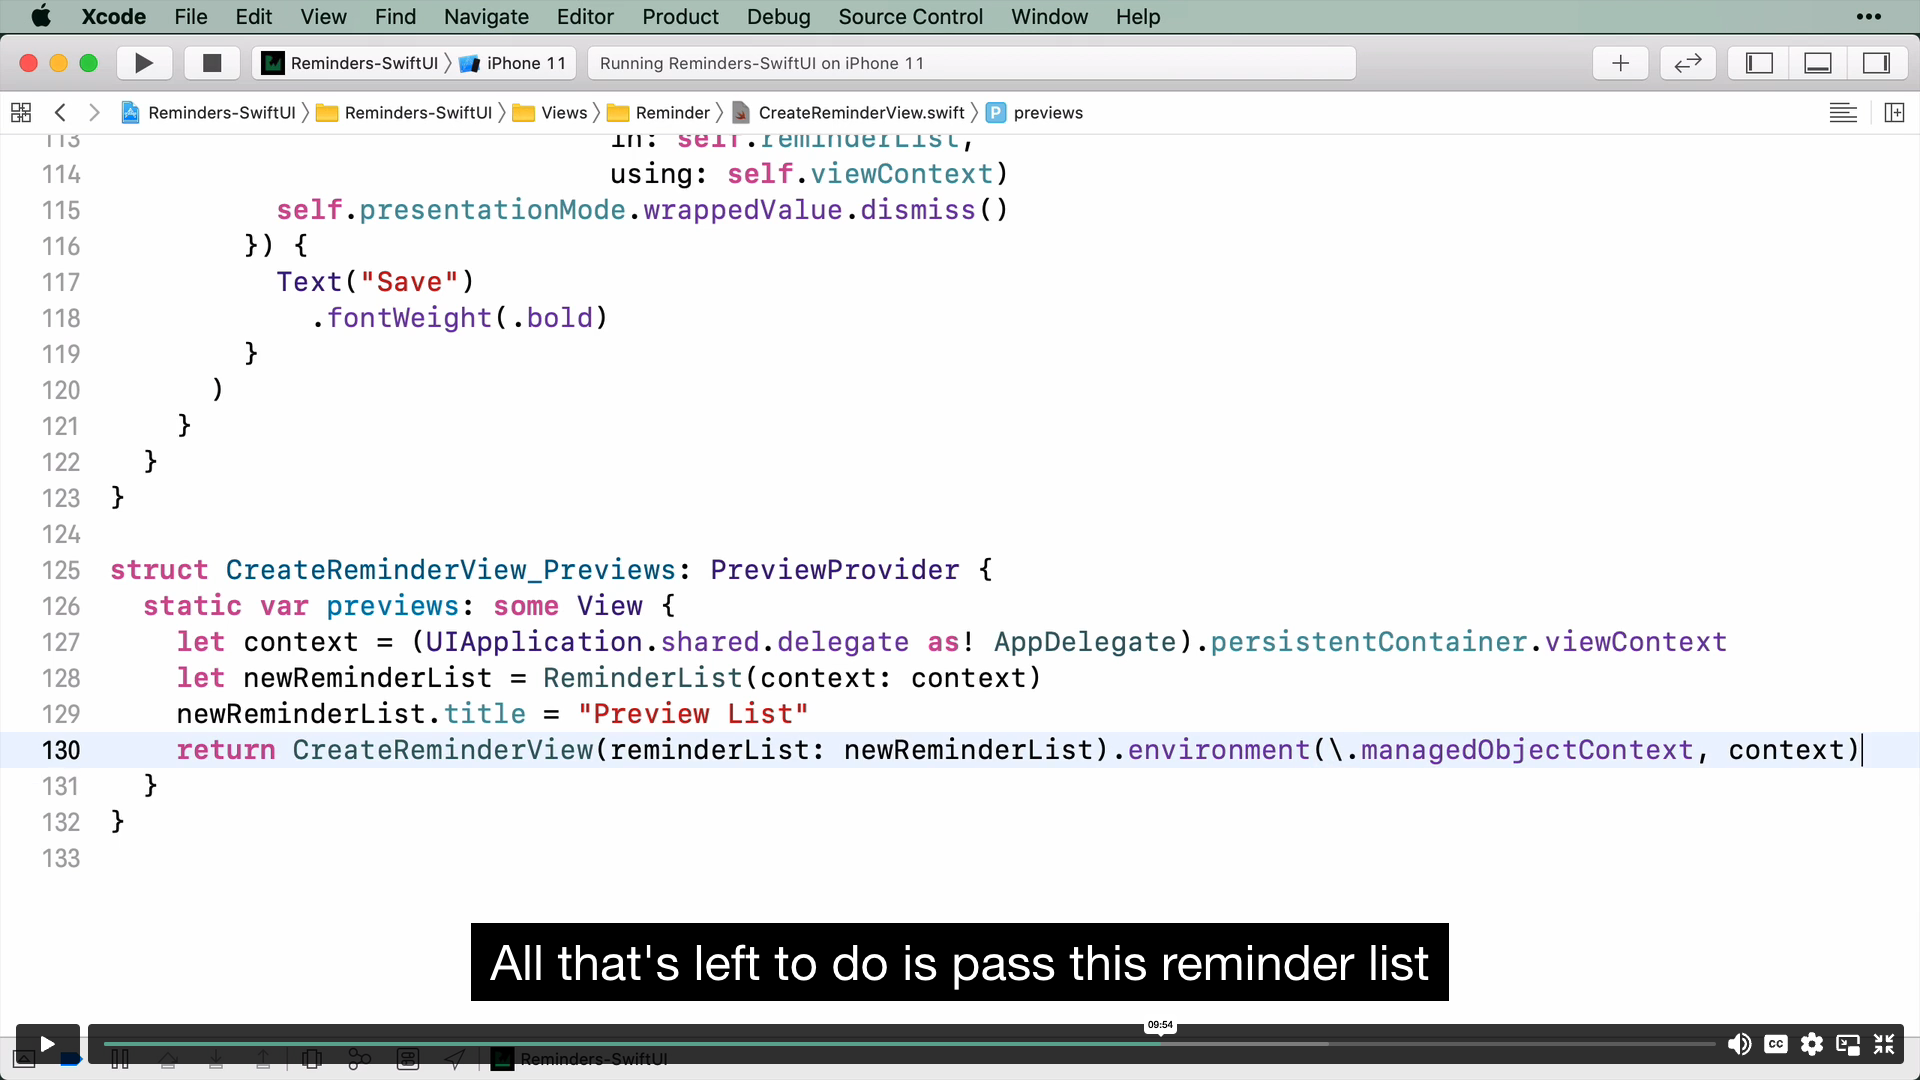 Xcode File Edit View Find Navigate Editor Product Debug Source Control Window Help •••
Reminders-SwiftUI iPhone 11 Running Reminders-SwiftUI on iPhone 11
Reminders-SwiftUI Reminders-SwiftUI Views Reminder CreateReminderView.swift P previews
113 in: self.reminderList,
114 using: self.viewContext)
115 self.presentationMode.wrappedValue.dismiss()
116 }) {
117 Text("Save")
118 .fontWeight(.bold)
119 }
120 )
121 }
122 }
123 }
124
125 struct CreateReminderView_Previews: PreviewProvider {
126 static var previews: some View {
127 let context = (UIApplication.shared.delegate as! AppDelegate).persistentContainer.viewContext
128 let newReminderList = ReminderList(context: context)
129 newReminderList.title = "Preview List"
130 return CreateReminderView(reminderList: newReminderList).environment(\.managedObjectContext, context)
131 }
132 }
133
All that's left to do is pass this reminder list
09:54
CC
Reminders-SwiftUI